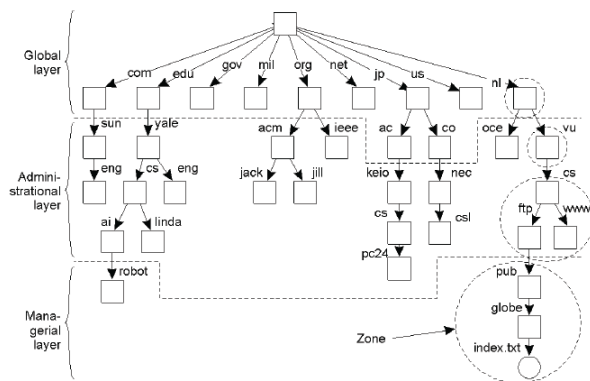 Global
layer
com
edu
gov
mil
org
net
jp
us
nl
sun
yale
acm
ieee
ac
co
oce
vu
Adminis-
trational
layer
eng
cs
eng
jack
jill
keio
nec
cs
ai
linda
cs
csl
ftp
www
pc24
robot
pub
Mana-
gerial
layer
globe
Zone
index.txt